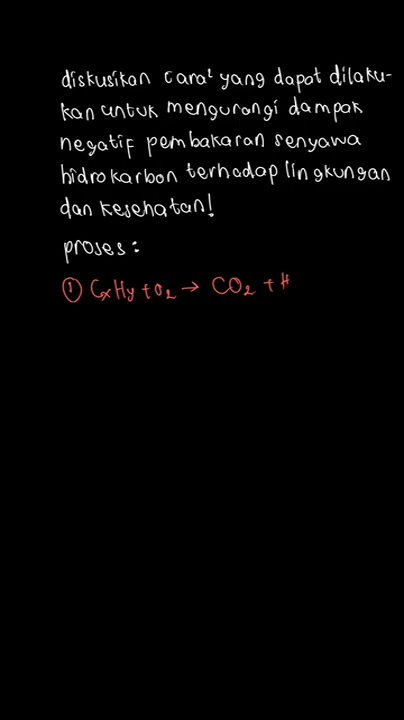 diskusikan cara² yang dapat dilaku-
kan untuk mengurangi dampak
negatif pembakaran senyawa
hidrokarbon terhadap lingkungan
dan kesehatan!
proses:
① CxHy + O₂ → CO₂ + H